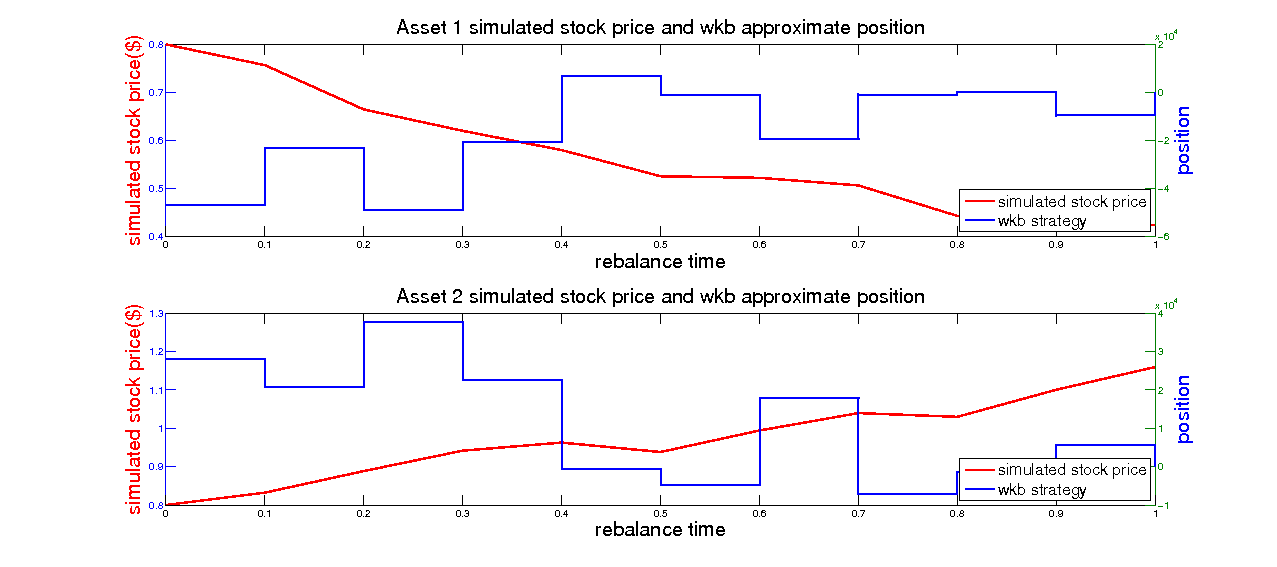 Asset 1 simulated stock price and wkb approximate position
x 10^4
simulated stock price($)
0.8
0.7
0.6
0.5
0.4
2
0
−2
−4
−6
position
simulated stock price
wkb strategy
0 0.1 0.2 0.3 0.4 0.5 0.6 0.7 0.8 0.9 1
rebalance time
Asset 2 simulated stock price and wkb approximate position
x 10^4
simulated stock price($)
1.3
1.2
1.1
1
0.9
0.8
4
3
2
1
0
−1
position
simulated stock price
wkb strategy
0 0.1 0.2 0.3 0.4 0.5 0.6 0.7 0.8 0.9 1
rebalance time